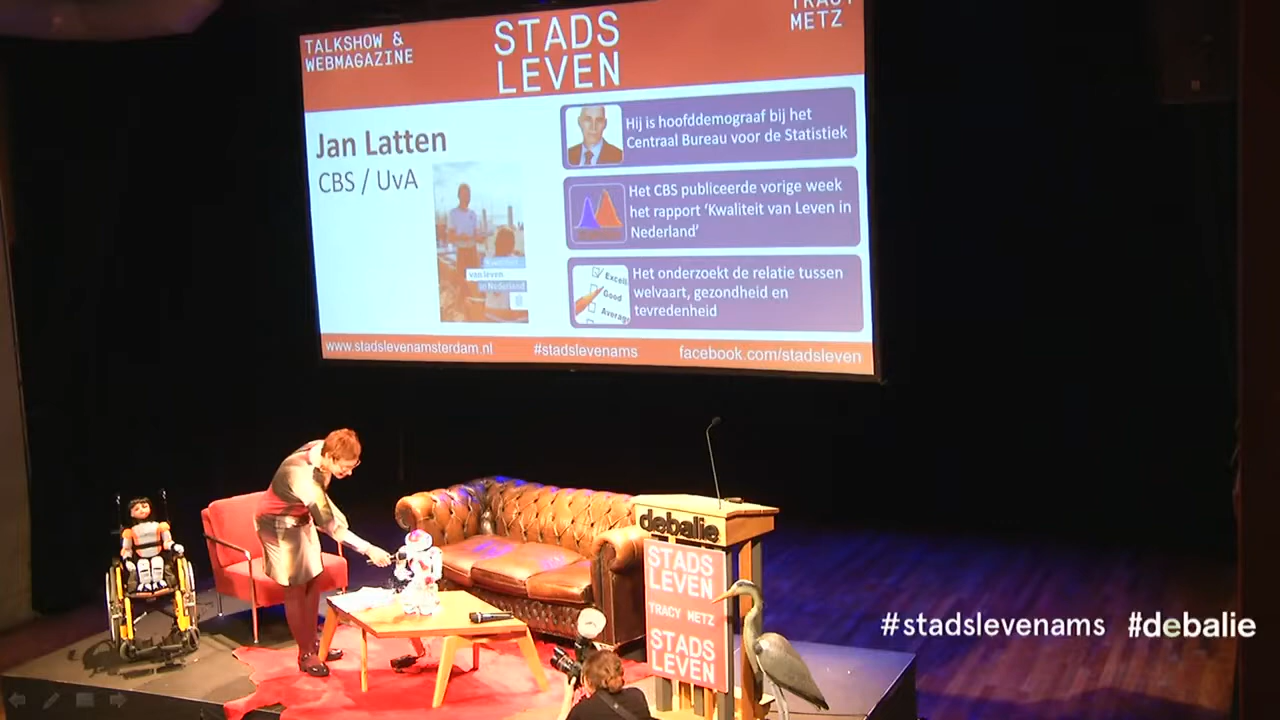 TALKSHOW &
WEBMAGAZINE
STADS
LEVEN
TRACY
METZ
Jan Latten
CBS / UvA
van leven
in Nederland
Hij is hoofddemograaf bij het
Centraal Bureau voor de Statistiek
Het CBS publiceerde vorige week
het rapport ‘Kwaliteit van Leven in
Nederland’
Excell
Good
Average
Het onderzoekt de relatie tussen
welvaart, gezondheid en
tevredenheid
www.stadslevenamsterdam.nl
#stadslevenams
facebook.com/stadsleven
debalie
STADS
LEVEN
TRACY METZ
STADS
LEVEN
#stadslevenams #debalie